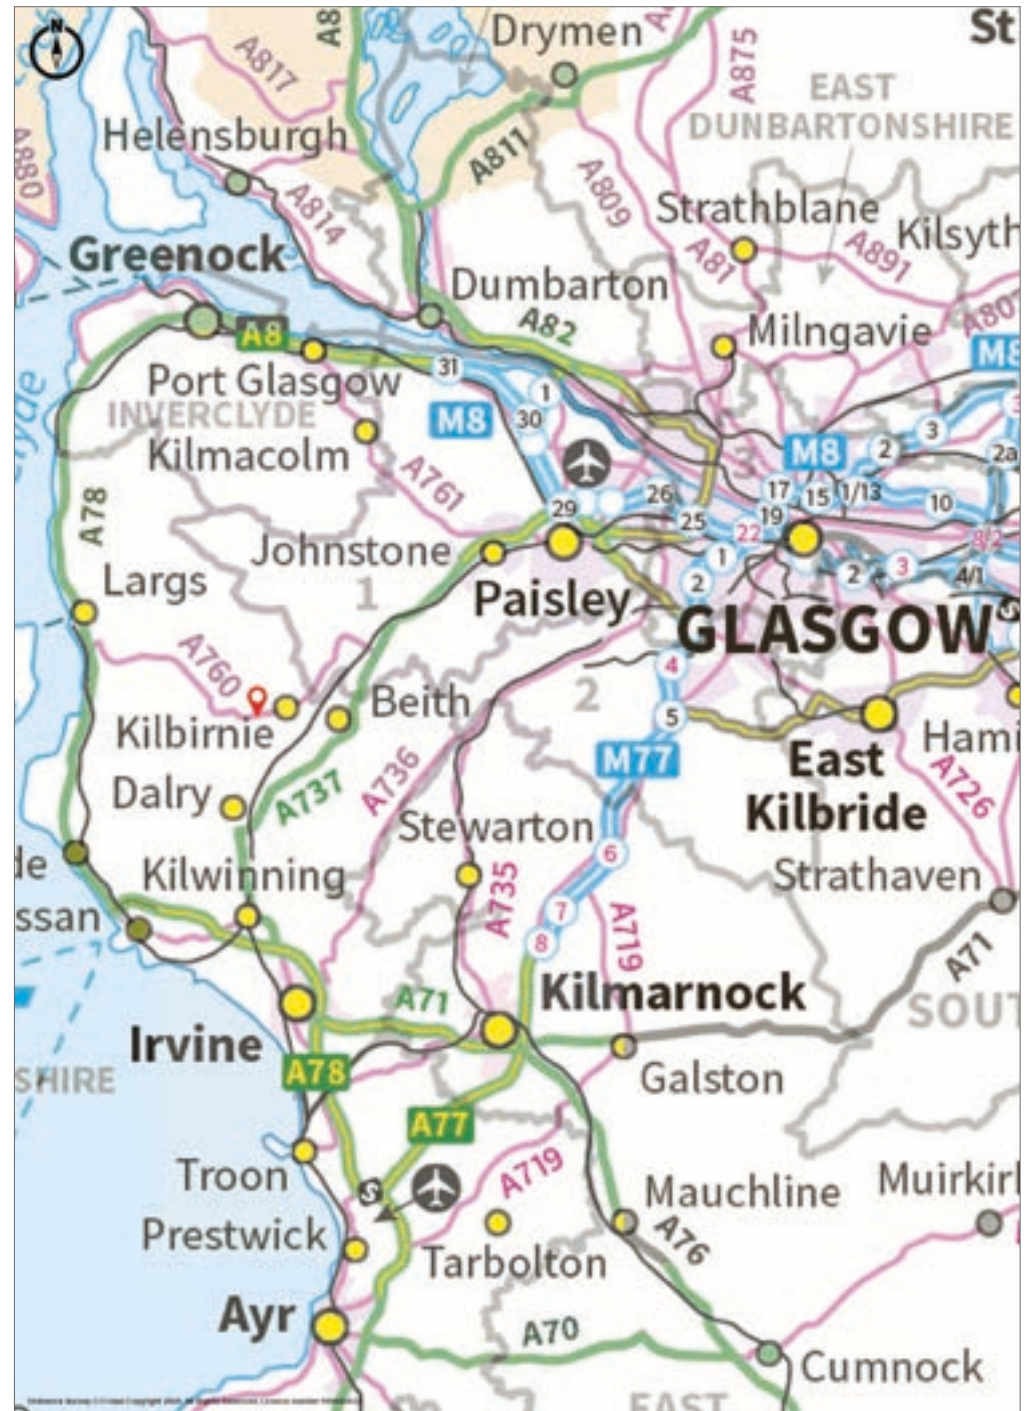 N
A8
Drymen
St
A817
A875
EAST
DUNBARTONSHIRE
Helensburgh
A811
A880
A814
A809
Strathblane
Kilsyth
Greenock
A81
A891
Dumbarton
A82
A8
Milngavie
A80
M8
31
Port Glasgow
1
INVERCLYDE
M8
30
3
Kilmacolm
M8
2
2a
3
yde
A761
A78
29
26
17
15
1/13
10
19
25
22
8/2
Johnstone
1
2
3
4/1
Largs
1
Paisley
2
GLASGOW
S
A760
4
2
Kilbirnie
Beith
5
M77
East
Kilbride
Hami
A726
Dalry
A737
A736
Stewarton
6
de
Kilwinning
Strathaven
A735
7
ssan
8
A719
A71
A71
Kilmarnock
SOUT
Irvine
A78
SHIRE
Galston
A77
Troon
S
A719
Mauchline
Muirkirk
Prestwick
A76
Tarbolton
Ayr
A70
Cumnock
EAST